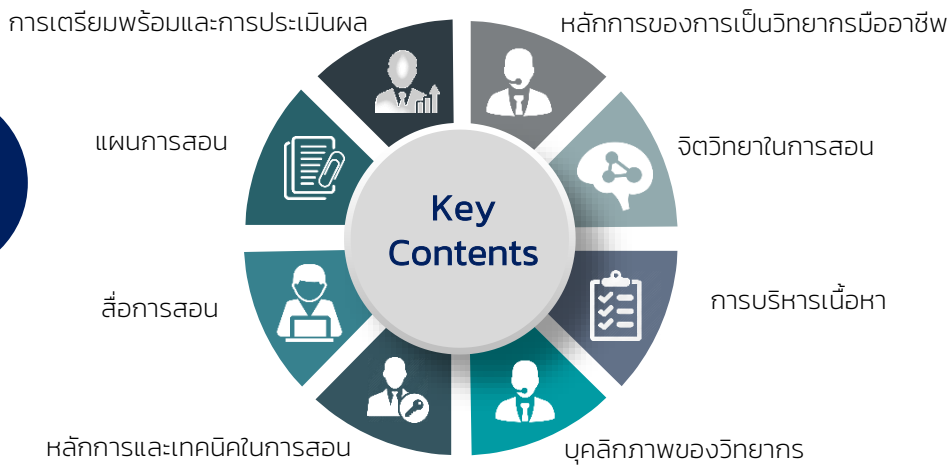 การเตรียมพร้อมและการประเมินผล
หลักการของการเป็นวิทยากรมืออาชีพ
แผนการสอน
จิตวิทยาในการสอน
Key
Contents
สื่อการสอน
การบริหารเนื้อหา
หลักการและเทคนิคในการสอน
บุคลิกภาพของวิทยากร